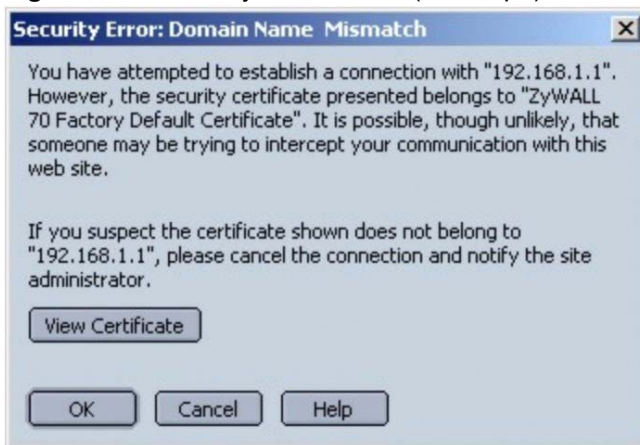 Security Error: Domain Name Mismatch
You have attempted to establish a connection with "192.168.1.1".
However, the security certificate presented belongs to "ZyWALL
70 Factory Default Certificate". It is possible, though unlikely, that
someone may be trying to intercept your communication with this
web site.
If you suspect the certificate shown does not belong to
"192.168.1.1", please cancel the connection and notify the site
administrator.
View Certificate
OK Cancel Help